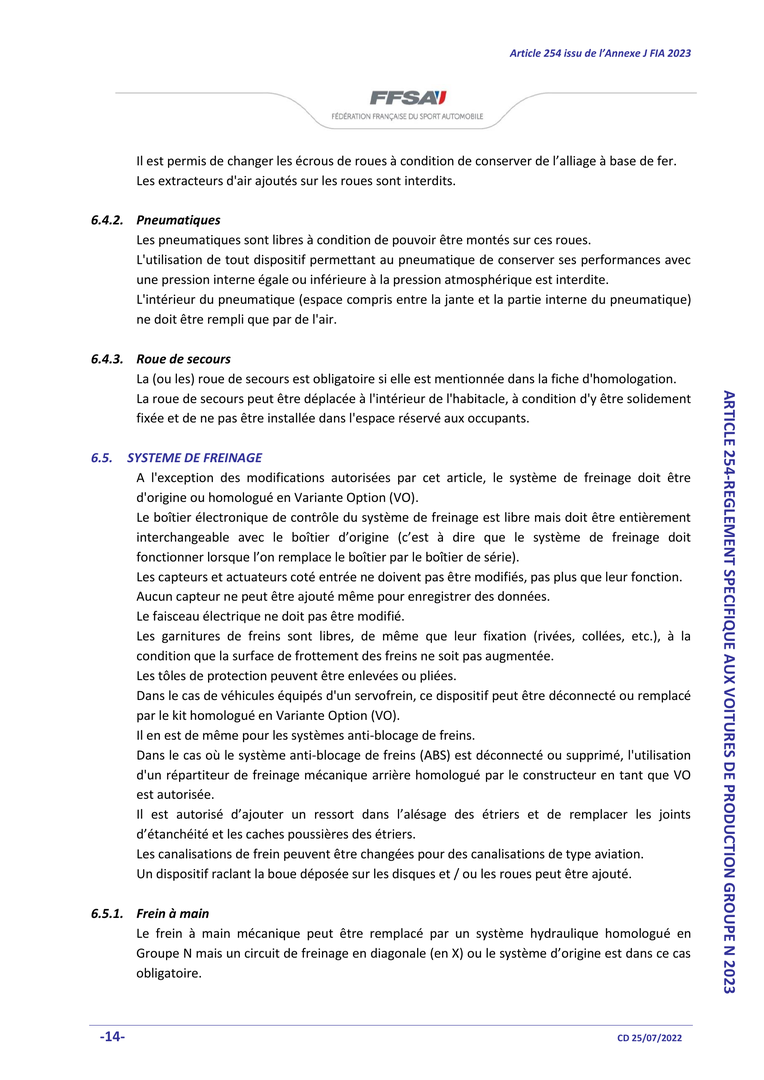 Article 254 issu de l’Annexe J FIA 2023
FFSA
FÉDÉRATION FRANÇAISE DU SPORT AUTOMOBILE
Il est permis de changer les écrous de roues à condition de conserver de l’alliage à base de fer.
Les extracteurs d'air ajoutés sur les roues sont interdits.
6.4.2. Pneumatiques
Les pneumatiques sont libres à condition de pouvoir être montés sur ces roues.
L'utilisation de tout dispositif permettant au pneumatique de conserver ses performances avec
une pression interne égale ou inférieure à la pression atmosphérique est interdite.
L'intérieur du pneumatique (espace compris entre la jante et la partie interne du pneumatique)
ne doit être rempli que par de l'air.
6.4.3. Roue de secours
La (ou les) roue de secours est obligatoire si elle est mentionnée dans la fiche d'homologation.
La roue de secours peut être déplacée à l'intérieur de l'habitacle, à condition d'y être solidement
fixée et de ne pas être installée dans l'espace réservé aux occupants.
6.5. SYSTEME DE FREINAGE
A l'exception des modifications autorisées par cet article, le système de freinage doit être
d'origine ou homologué en Variante Option (VO).
Le boîtier électronique de contrôle du système de freinage est libre mais doit être entièrement
interchangeable avec le boîtier d’origine (c’est à dire que le système de freinage doit
fonctionner lorsque l’on remplace le boîtier par le boîtier de série).
Les capteurs et actuateurs coté entrée ne doivent pas être modifiés, pas plus que leur fonction.
Aucun capteur ne peut être ajouté même pour enregistrer des données.
Le faisceau électrique ne doit pas être modifié.
Les garnitures de freins sont libres, de même que leur fixation (rivées, collées, etc.), à la
condition que la surface de frottement des freins ne soit pas augmentée.
Les tôles de protection peuvent être enlevées ou pliées.
Dans le cas de véhicules équipés d'un servofrein, ce dispositif peut être déconnecté ou remplacé
par le kit homologué en Variante Option (VO).
Il en est de même pour les systèmes anti-blocage de freins.
Dans le cas où le système anti-blocage de freins (ABS) est déconnecté ou supprimé, l'utilisation
d'un répartiteur de freinage mécanique arrière homologué par le constructeur en tant que VO
est autorisée.
Il est autorisé d’ajouter un ressort dans l’alésage des étriers et de remplacer les joints
d’étanchéité et les caches poussières des étriers.
Les canalisations de frein peuvent être changées pour des canalisations de type aviation.
Un dispositif raclant la boue déposée sur les disques et / ou les roues peut être ajouté.
6.5.1. Frein à main
Le frein à main mécanique peut être remplacé par un système hydraulique homologué en
Groupe N mais un circuit de freinage en diagonale (en X) ou le système d’origine est dans ce cas
obligatoire.
ARTICLE 254-REGLEMENT SPECIFIQUE AUX VOITURES DE PRODUCTION GROUPE N 2023
-14-
CD 25/07/2022